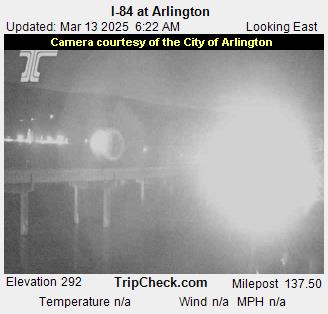 I-84 at Arlington
Updated: Mar 13 2025 6:22 AM Looking East
Camera courtesy of the City of Arlington
Elevation 292 TripCheck.com Milepost 137.50
Temperature n/a Wind n/a MPH n/a